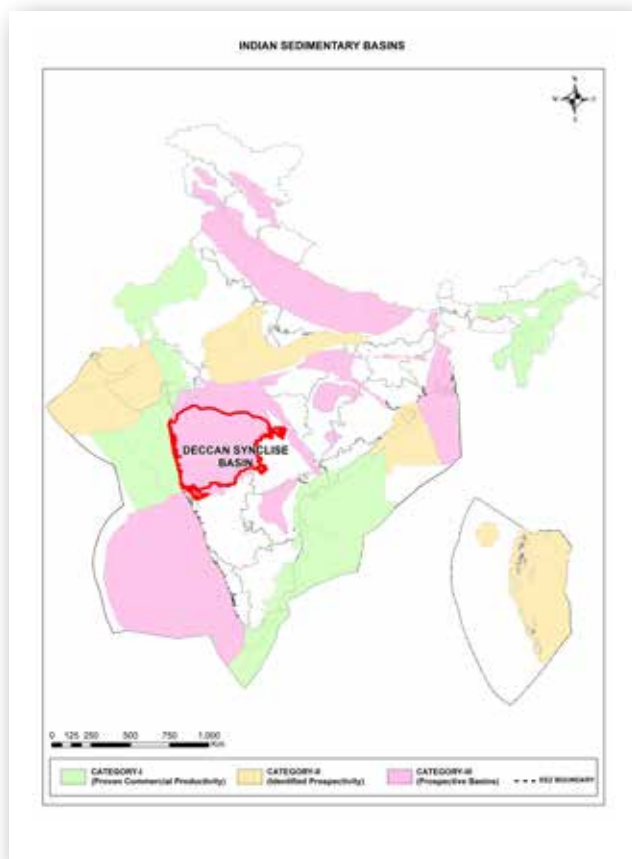 INDIAN SEDIMENTARY BASINS
N
W
E
S
DECCAN SYNCLISE
BASIN
0 125 250 500 750 1,000
Km
CATEGORY-I
(Proven Commercial Productivity)
CATEGORY-II
(Identified Prospectivity)
CATEGORY-III
(Prospective Basins)
EEZ BOUNDARY